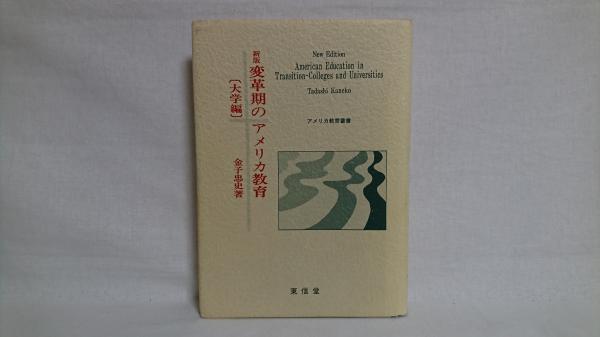 新版
変革期のアメリカ教育
〔大学編〕
金子忠史著
New Edition
American Education in
Transition-Colleges and Universities
Tadashi Kaneko
アメリカ教育叢書
東信堂